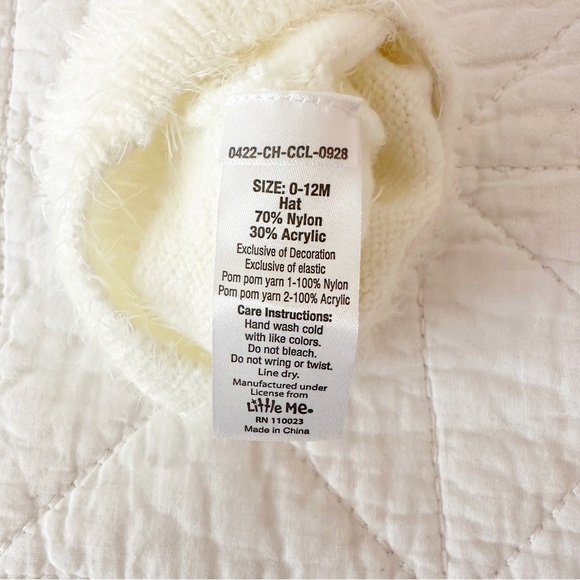 0422-CH-CCL-0928
SIZE: 0-12M
Hat
70% Nylon
30% Acrylic
Exclusive of Decoration
Exclusive of elastic
Pom pom yarn 1-100% Nylon
Pom pom yarn 2-100% Acrylic
Care Instructions:
Hand wash cold
with like colors.
Do not bleach.
Do not wring or twist.
Line dry.
Manufactured under
License from
Little Me.
RN 110023
Made in China